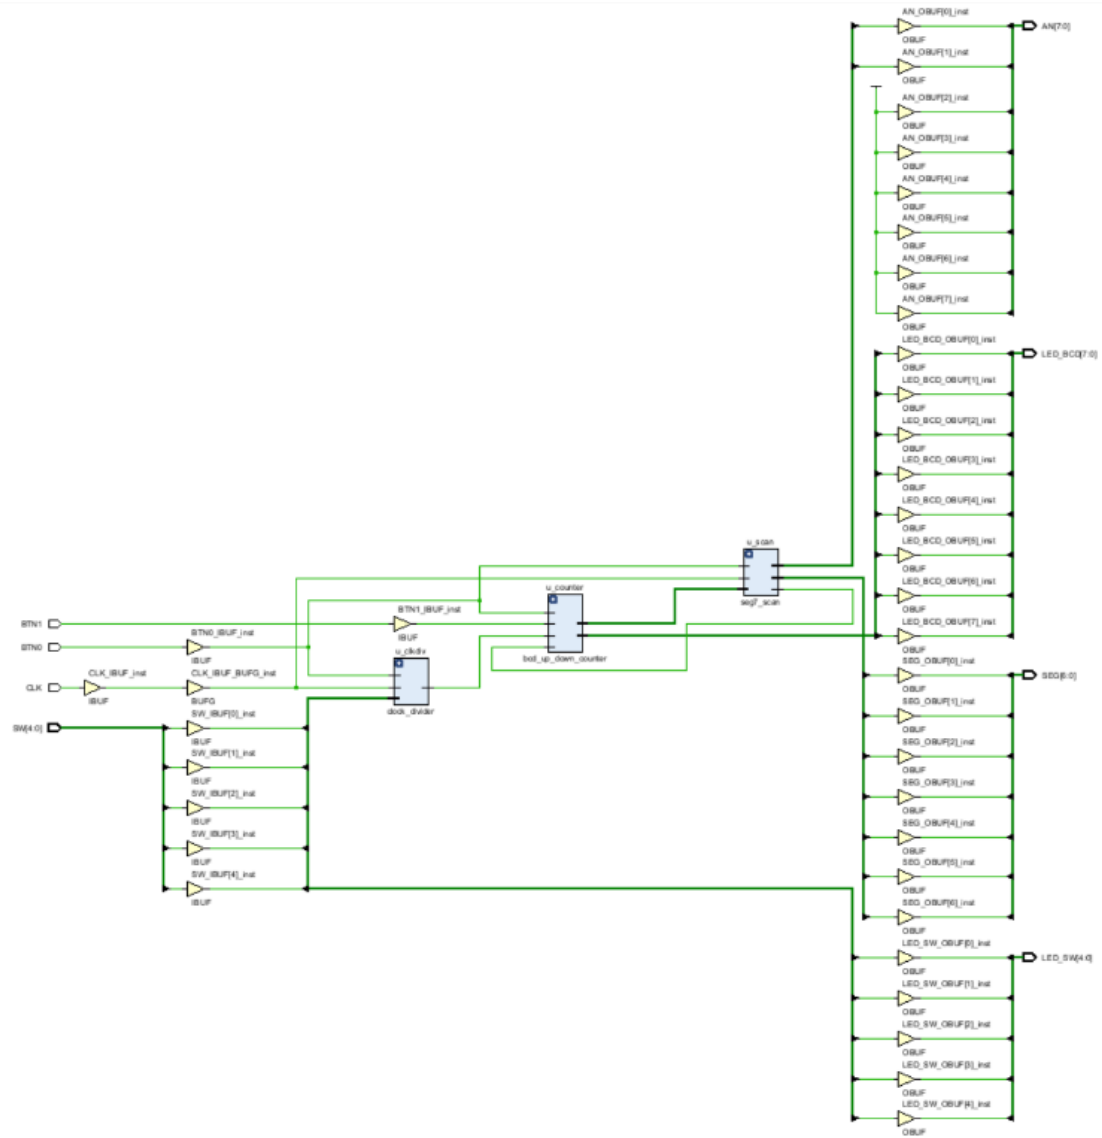 AN_OBUF[0]_inst
OBUF
AN[7:0]
AN_OBUF[1]_inst
OBUF
AN_OBUF[2]_inst
OBUF
AN_OBUF[3]_inst
OBUF
AN_OBUF[4]_inst
OBUF
AN_OBUF[5]_inst
OBUF
AN_OBUF[6]_inst
OBUF
AN_OBUF[7]_inst
OBUF
LED_BCD_OBUF[0]_inst
OBUF
LED_BCD[7:0]
LED_BCD_OBUF[1]_inst
OBUF
LED_BCD_OBUF[2]_inst
OBUF
LED_BCD_OBUF[3]_inst
OBUF
LED_BCD_OBUF[4]_inst
OBUF
LED_BCD_OBUF[5]_inst
OBUF
LED_BCD_OBUF[6]_inst
OBUF
LED_BCD_OBUF[7]_inst
OBUF
u_scan
seg7_scan
u_counter
bcd_up_down_counter
BTN1
BTN1_IBUF_inst
IBUF
BTN0
BTN0_IBUF_inst
IBUF
u_clkdiv
clock_divider
CLK
CLK_IBUF_inst
IBUF
CLK_IBUF_BUFG_inst
BUFG
SW[4:0]
SW_IBUF[0]_inst
IBUF
SW_IBUF[1]_inst
IBUF
SW_IBUF[2]_inst
IBUF
SW_IBUF[3]_inst
IBUF
SW_IBUF[4]_inst
IBUF
SEG_OBUF[0]_inst
OBUF
SEG[6:0]
SEG_OBUF[1]_inst
OBUF
SEG_OBUF[2]_inst
OBUF
SEG_OBUF[3]_inst
OBUF
SEG_OBUF[4]_inst
OBUF
SEG_OBUF[5]_inst
OBUF
SEG_OBUF[6]_inst
OBUF
LED_SW_OBUF[0]_inst
OBUF
LED_SW[4:0]
LED_SW_OBUF[1]_inst
OBUF
LED_SW_OBUF[2]_inst
OBUF
LED_SW_OBUF[3]_inst
OBUF
LED_SW_OBUF[4]_inst
OBUF